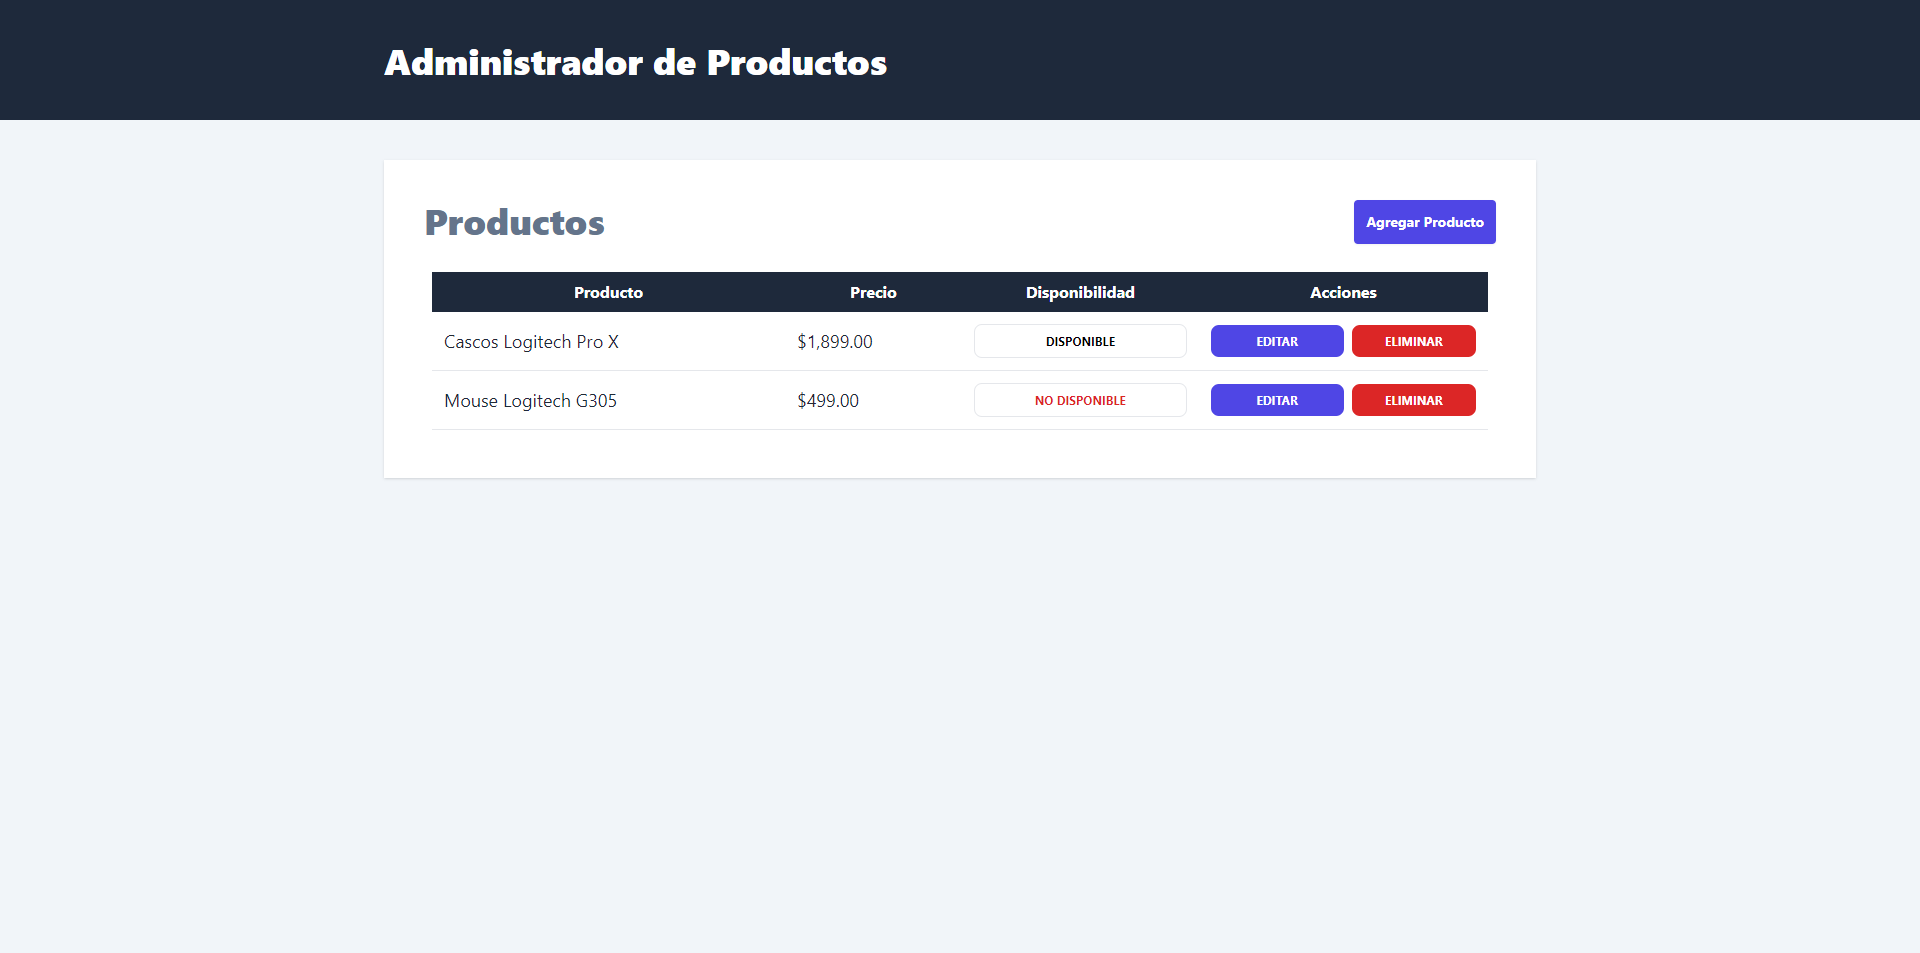 Administrador de Productos
Productos
Agregar Producto
Producto Precio Disponibilidad Acciones
Cascos Logitech Pro X $1,899.00 DISPONIBLE EDITAR ELIMINAR
Mouse Logitech G305 $499.00 NO DISPONIBLE EDITAR ELIMINAR